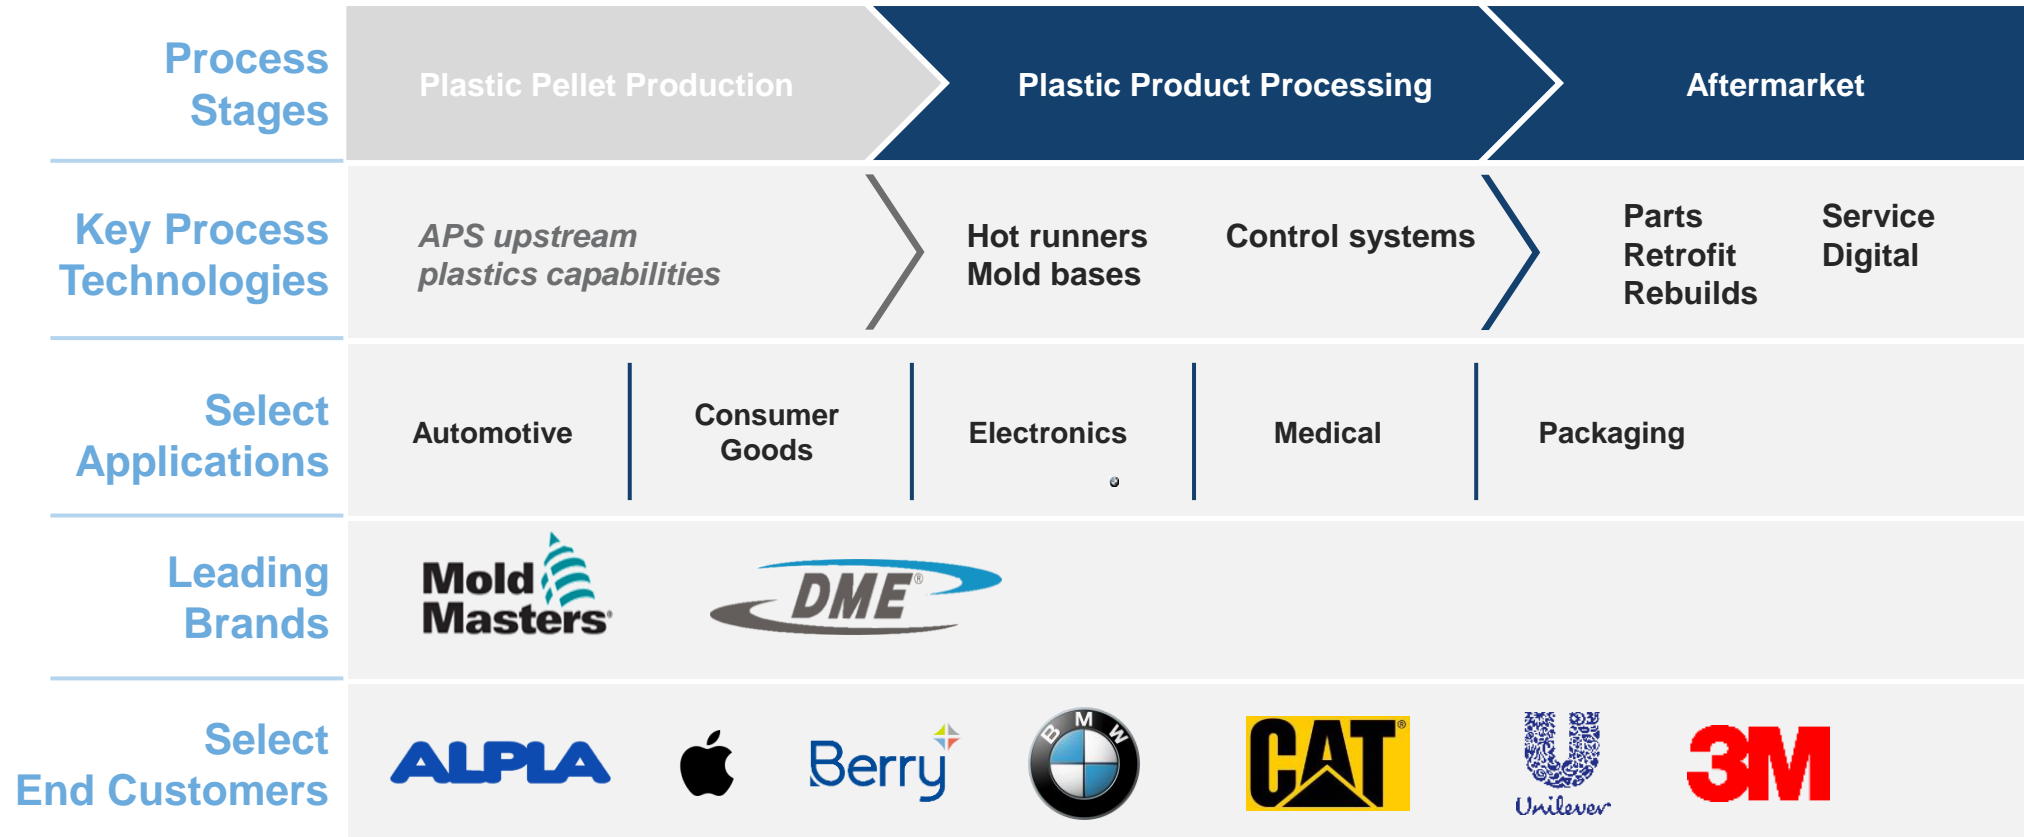 Process
Stages
Plastic Pellet Production
Plastic Product Processing
Aftermarket
Key Process
Technologies
APS upstream
plastics capabilities
Hot runners
Mold bases
Control systems
Parts
Retrofit
Rebuilds
Service
Digital
Select
Applications
Automotive
Consumer
Goods
Electronics
Medical
Packaging
Leading
Brands
Mold
Masters®
DME®
Select
End Customers
ALPLA
Berry
BMW
CAT®
Unilever
3M